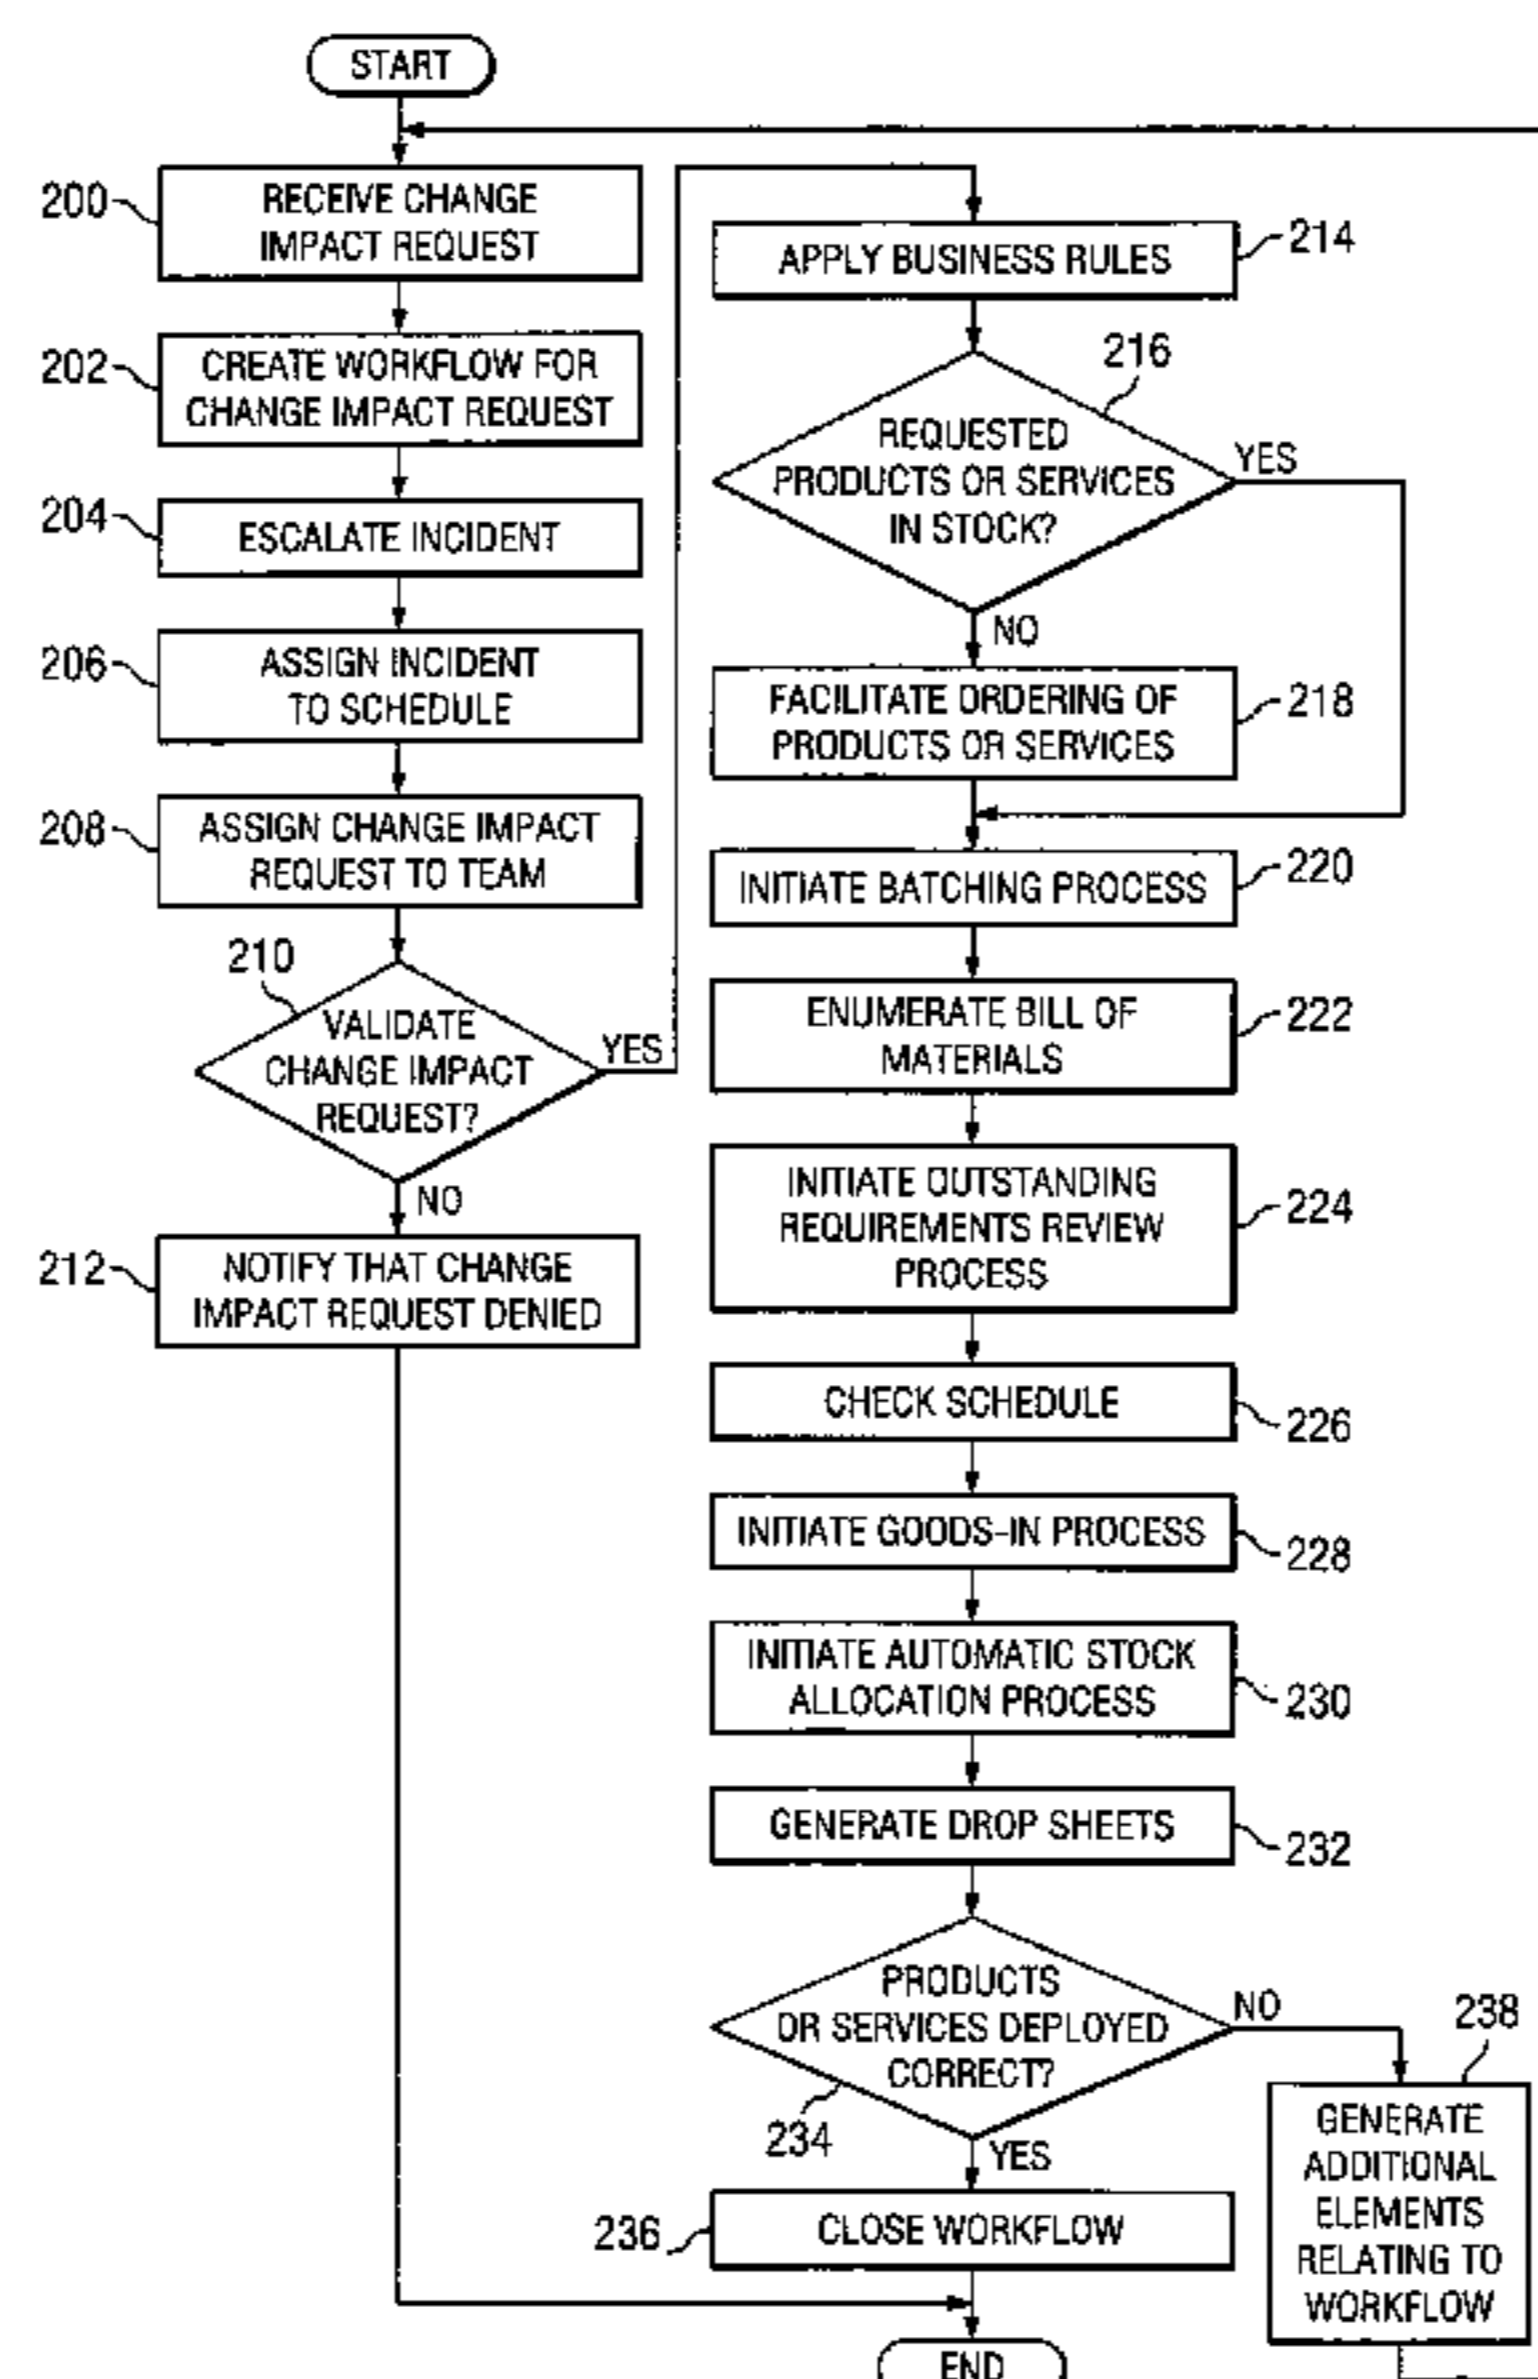 START
200
RECEIVE CHANGE
IMPACT REQUEST
202
CREATE WORKFLOW FOR
CHANGE IMPACT REQUEST
204
ESCALATE INCIDENT
206
ASSIGN INCIDENT
TO SCHEDULE
208
ASSIGN CHANGE IMPACT
REQUEST TO TEAM
210
VALIDATE
CHANGE IMPACT
REQUEST?
YES
NO
212
NOTIFY THAT CHANGE
IMPACT REQUEST DENIED
APPLY BUSINESS RULES
214
216
REQUESTED
PRODUCTS OR SERVICES
IN STOCK?
YES
NO
FACILITATE ORDERING OF
PRODUCTS OR SERVICES
218
INITIATE BATCHING PROCESS
220
ENUMERATE BILL OF
MATERIALS
222
INITIATE OUTSTANDING
REQUIREMENTS REVIEW
PROCESS
224
CHECK SCHEDULE
226
INITIATE GOODS-IN PROCESS
228
INITIATE AUTOMATIC STOCK
ALLOCATION PROCESS
230
GENERATE DROP SHEETS
232
PRODUCTS
OR SERVICES DEPLOYED
CORRECT?
234
NO
YES
238
GENERATE
ADDITIONAL
ELEMENTS
RELATING TO
WORKFLOW
236
CLOSE WORKFLOW
END